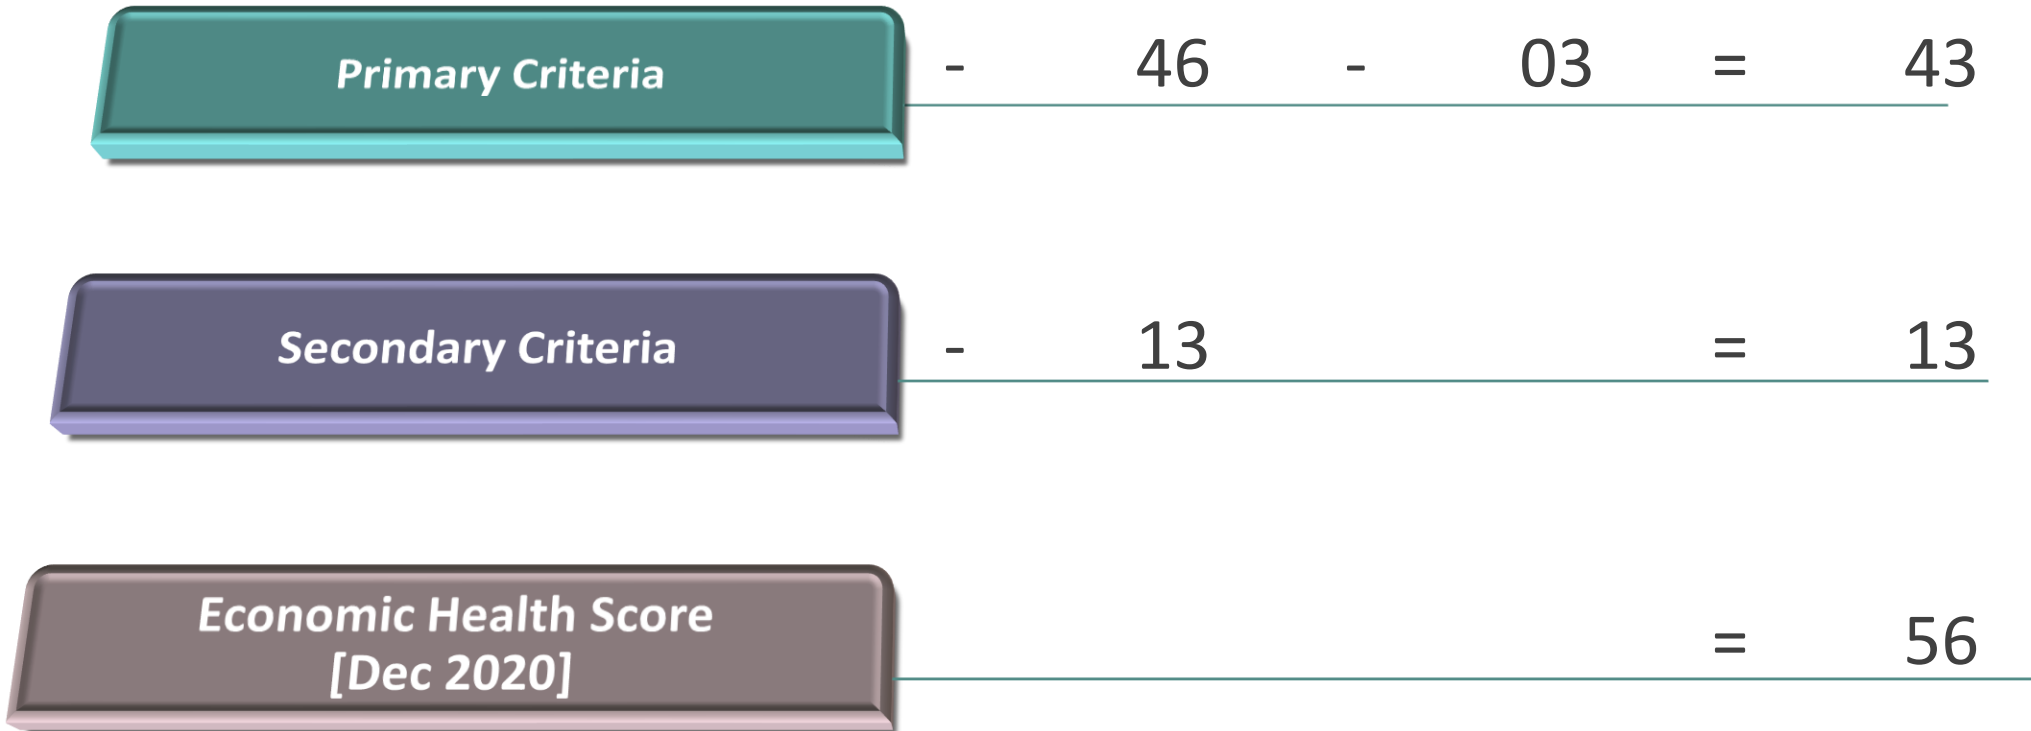 Primary Criteria - 46 - 03 = 43
Secondary Criteria - 13 = 13
Economic Health Score
[Dec 2020] = 56